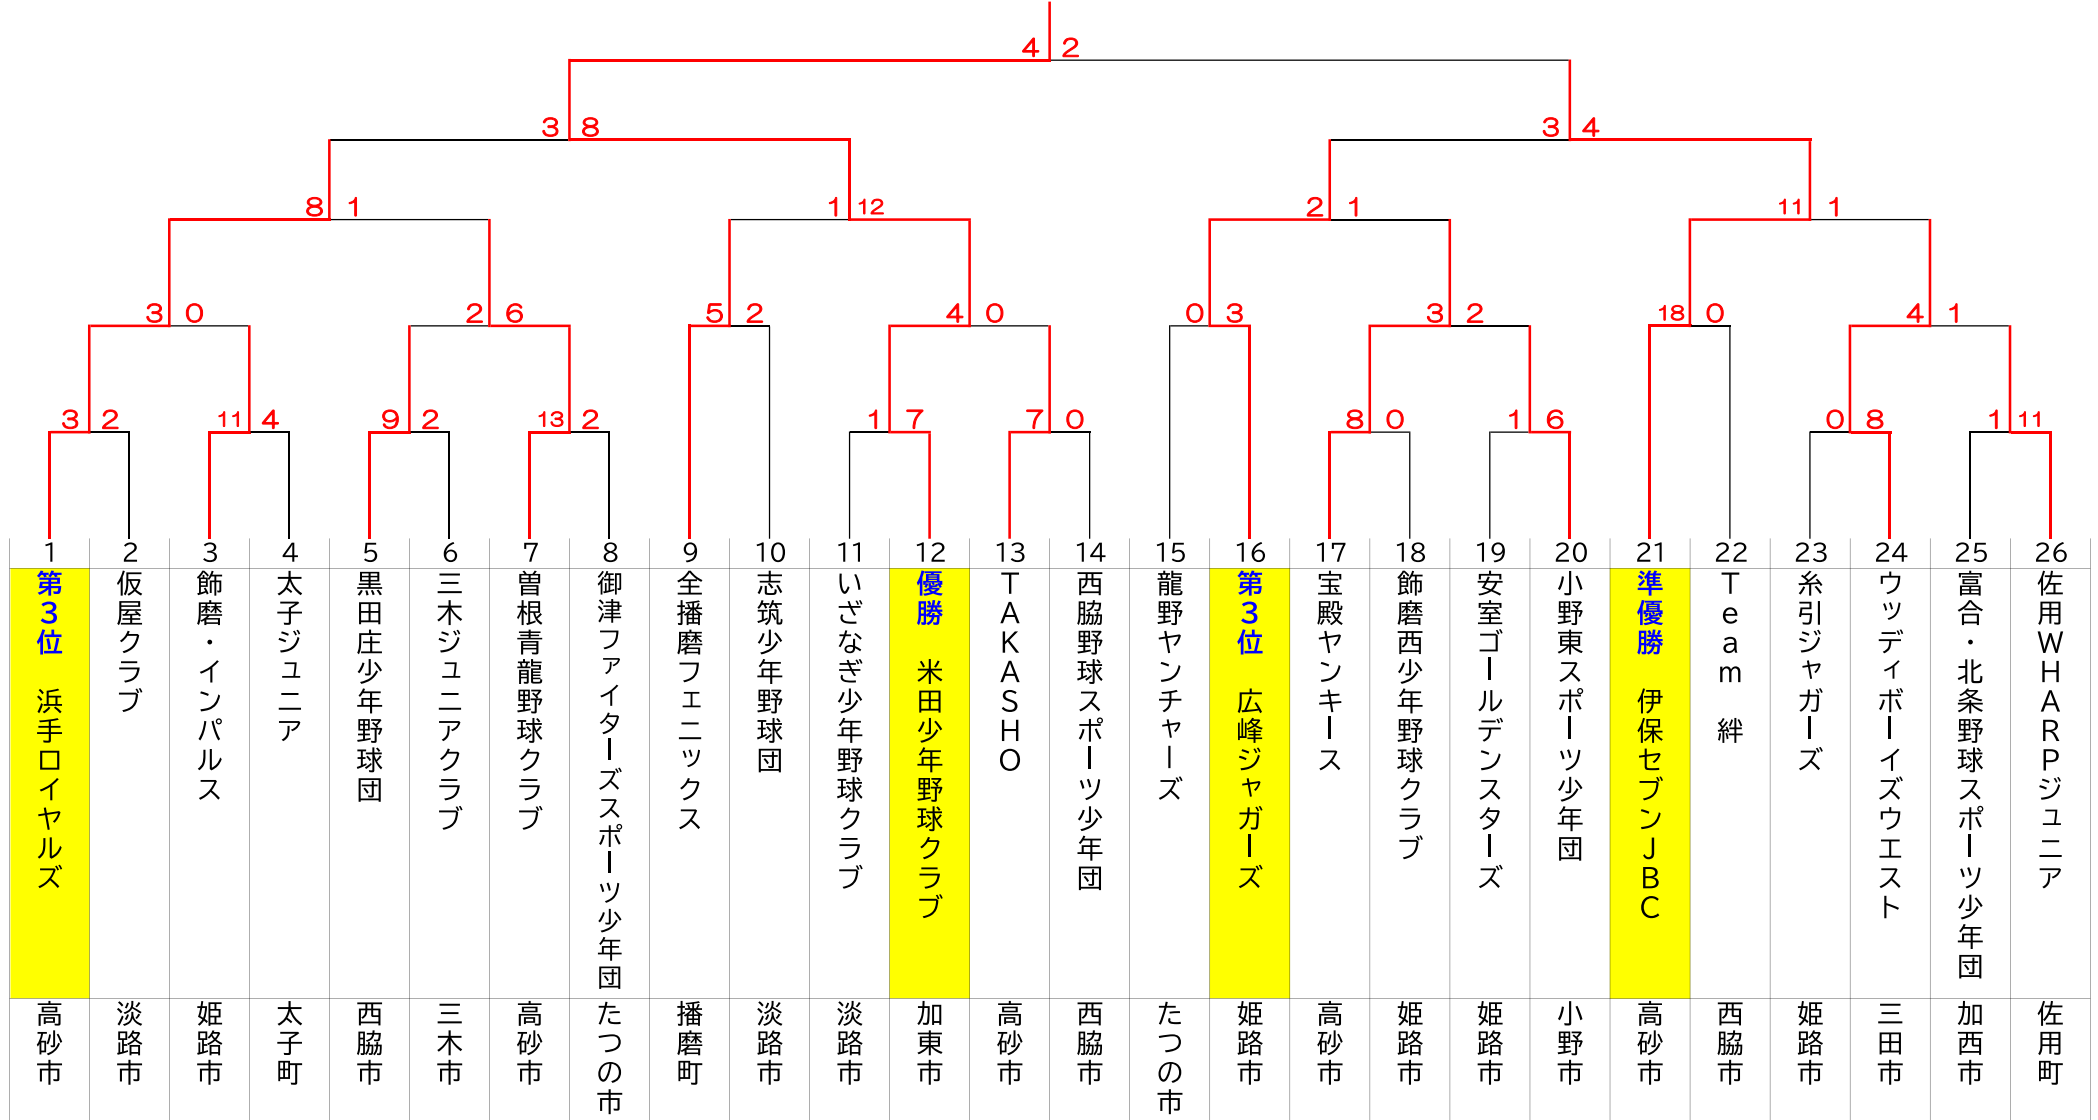 4 2
3 8
3 4
8 1
1 12
2 1
11 1
3 0
2 6
5 2
4 0
0 3
3 2
18 0
4 1
3 2
11 4
9 2
13 2
1 7
7 0
8 0
1 6
0 8
1 11
1 2 3 4 5 6 7 8 9 10 11 12 13 14 15 16 17 18 19 20 21 22 23 24 25 26
第3位 浜手ロイヤルズ
仮屋クラブ
飾磨・インパルス
太子ジュニア
黒田庄少年野球団
三木ジュニアクラブ
曽根青龍野球クラブ
御津ファイターズスポーツ少年団
全播磨フェニックス
志筑少年野球団
いざなぎ少年野球クラブ
優勝 米田少年野球クラブ
TAKASHO
西脇野球スポーツ少年団
龍野ヤンチャーズ
第3位 広峰ジャガーズ
宝殿ヤンキース
飾磨西少年野球クラブ
安室ゴールデンスターズ
小野東スポーツ少年団
準優勝 伊保セブンJBC
Team 絆
糸引ジャガーズ
ウッディボーイズウエスト
富合・北条野球スポーツ少年団
佐用WHARPジュニア
高砂市
淡路市
姫路市
太子町
西脇市
三木市
高砂市
たつの市
播磨町
淡路市
淡路市
加東市
高砂市
西脇市
たつの市
姫路市
高砂市
姫路市
姫路市
小野市
高砂市
西脇市
姫路市
三田市
加西市
佐用町